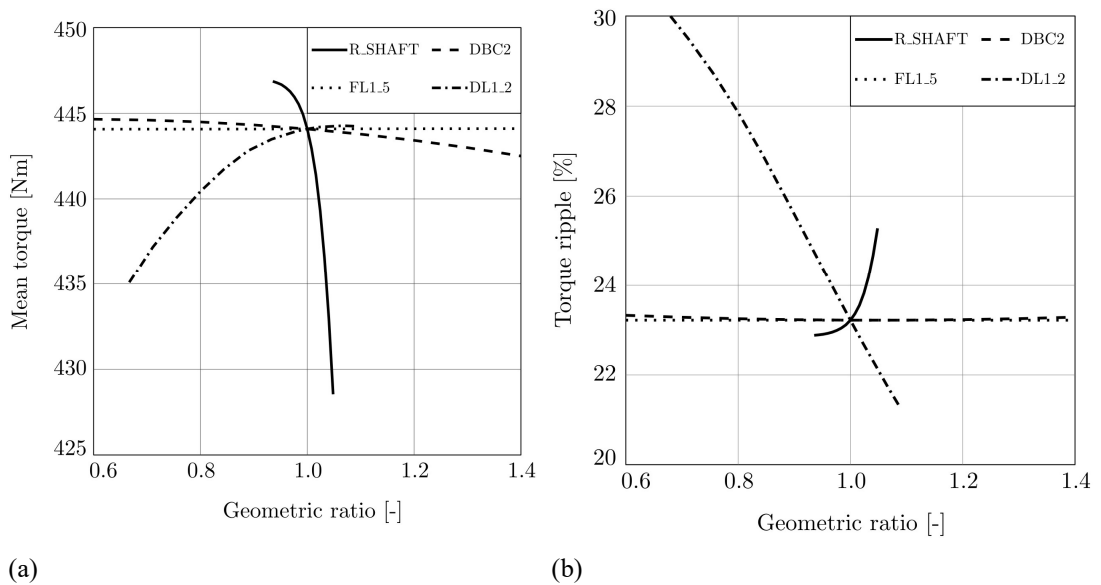 450
445
440
435
430
425
Mean torque [Nm]
R_SHAFT DBC2
FL1_5 DL1_2
0.6 0.8 1.0 1.2 1.4
Geometric ratio [-]
(a)
30
28
26
24
22
20
Torque ripple [%]
R_SHAFT DBC2
FL1_5 DL1_2
0.6 0.8 1.0 1.2 1.4
Geometric ratio [-]
(b)